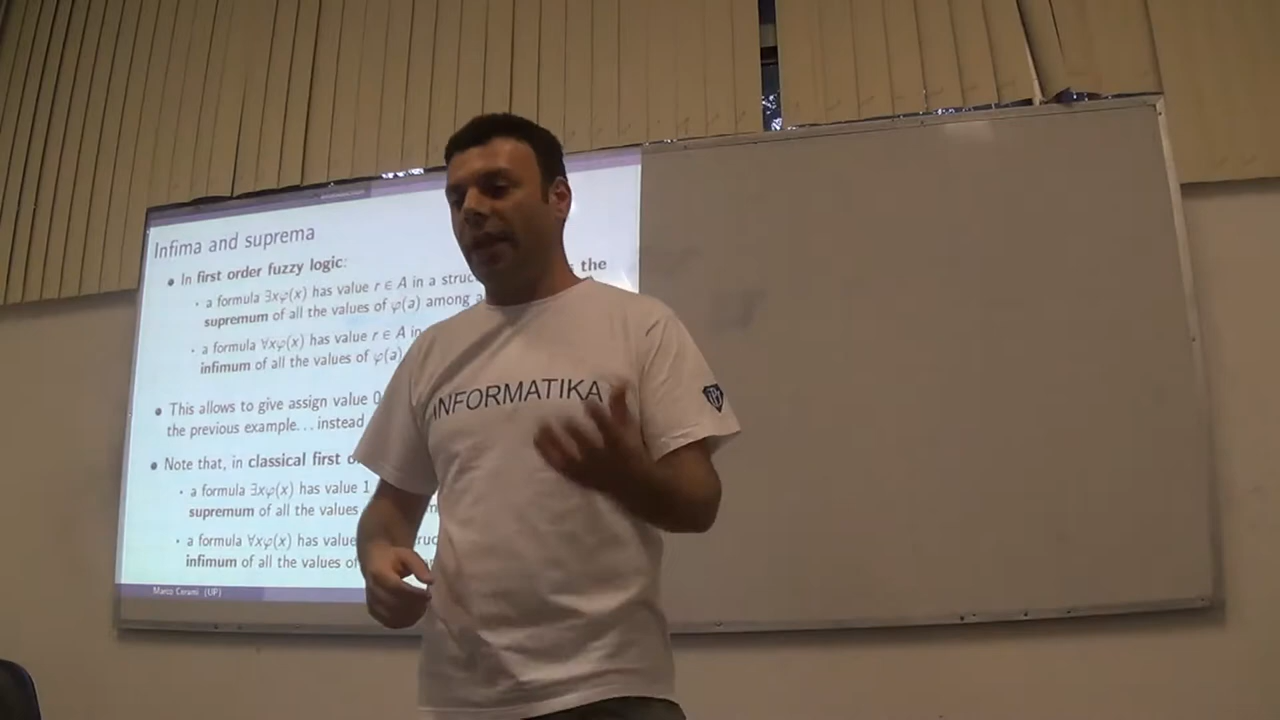 Infima and suprema
• In first order fuzzy logic:
· a formula ∃xφ(x) has value r ∈ A in a struc the
supremum of all the values of φ(a) among a
· a formula ∀xφ(x) has value r ∈ A in
infimum of all the values of φ(a)
• This allows to give assign value 0
the previous example... instead
• Note that, in classical first o
· a formula ∃xφ(x) has value 1
supremum of all the values
· a formula ∀xφ(x) has value ruc
infimum of all the values of
Marco Cerami (UP)
INFORMATIKA